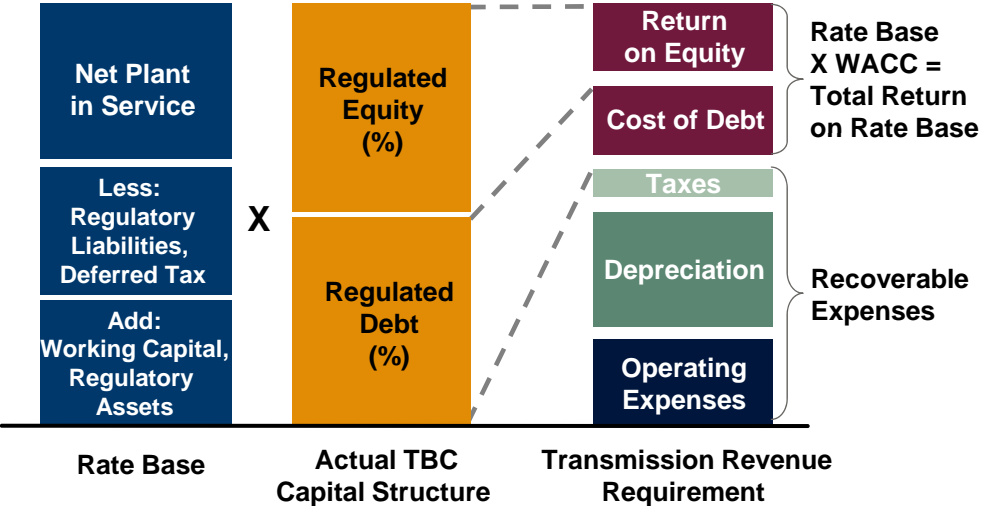 Net Plant
in Service
Less:
Regulatory
Liabilities,
Deferred Tax
Add:
Working Capital,
Regulatory
Assets
Rate Base
X
Regulated
Equity
(%)
Regulated
Debt
(%)
Actual TBC
Capital Structure
Return
on Equity
Cost of Debt
Taxes
Depreciation
Operating
Expenses
Transmission Revenue
Requirement
Rate Base
X WACC =
Total Return
on Rate Base
Recoverable
Expenses